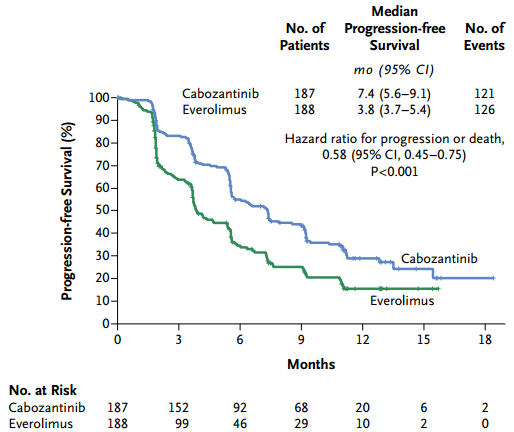 No. of Patients Median Progression-free Survival No. of Events
mo (95% CI)
Cabozantinib 187 7.4 (5.6–9.1) 121
Everolimus 188 3.8 (3.7–5.4) 126
Hazard ratio for progression or death,
0.58 (95% CI, 0.45–0.75)
P<0.001
Progression-free Survival (%)
100
90
80
70
60
50
40
30
20
10
0
Cabozantinib
Everolimus
0 3 6 9 12 15 18
Months
No. at Risk
Cabozantinib 187 152 92 68 20 6 2
Everolimus 188 99 46 29 10 2 0